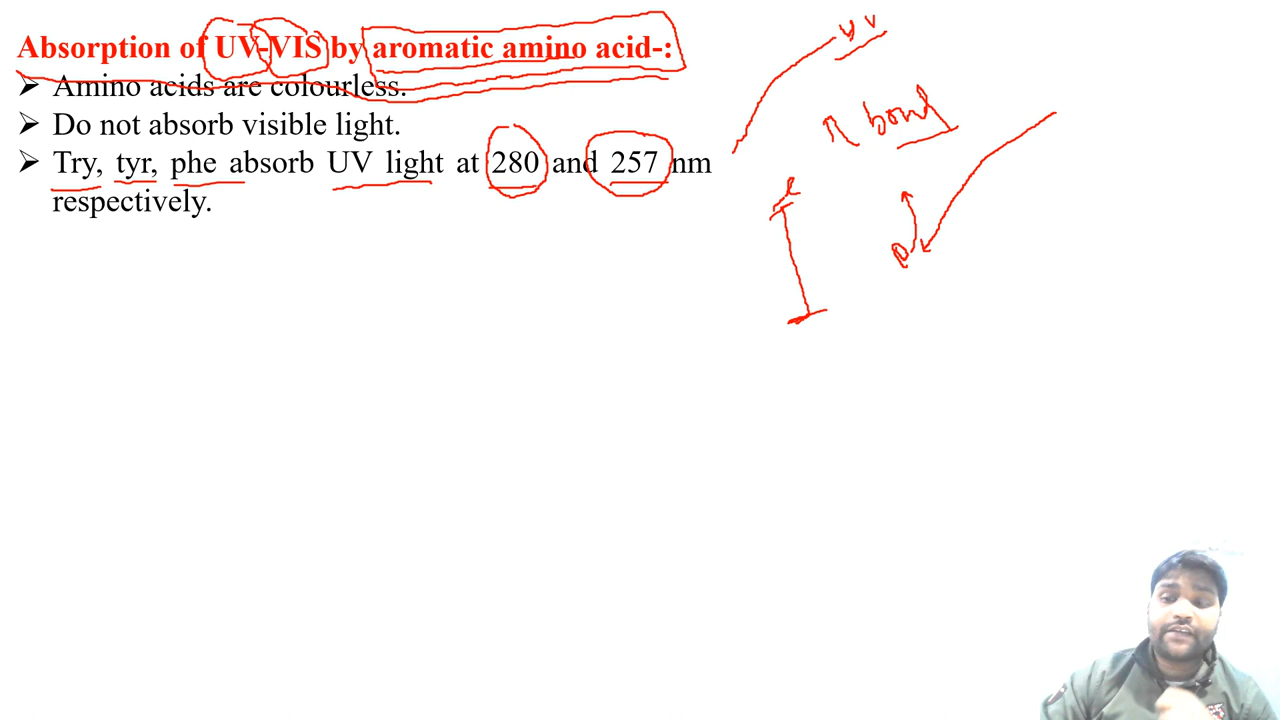 Absorption of UV-VIS by aromatic amino acid-:
➢ Amino acids are colourless.
➢ Do not absorb visible light.
➢ Try, tyr, phe absorb UV light at 280 and 257 nm
respectively.
UV
π bond
e